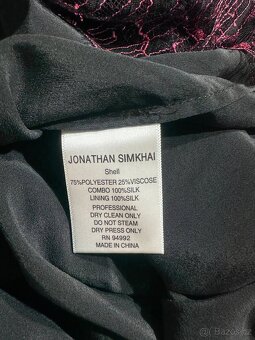 JONATHAN SIMKHAI
Shell
75%POLYESTER 25%VISCOSE
COMBO 100%SILK
LINING 100%SILK
PROFESSIONAL
DRY CLEAN ONLY
DO NOT STEAM
DRY PRESS ONLY
RN 94992
MADE IN CHINA